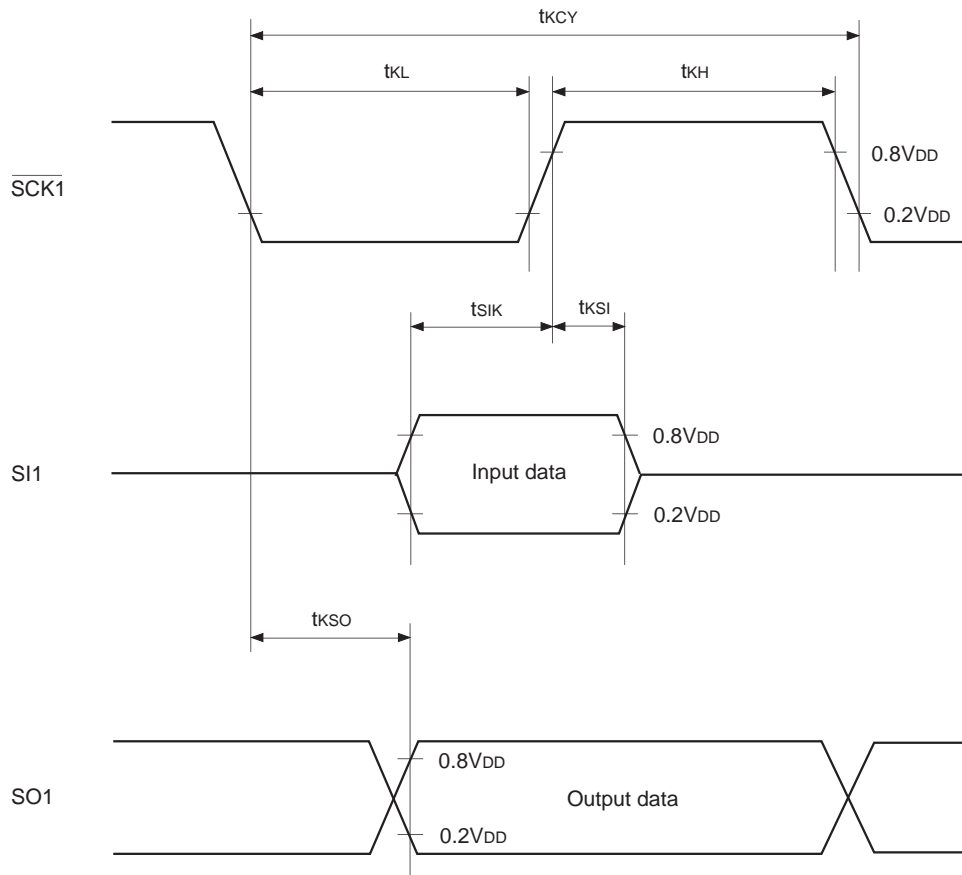 tKCY
tKL
tKH
0.8VDD
SCK1
0.2VDD
tSIK
tKSI
0.8VDD
SI1
Input data
0.2VDD
tKSO
0.8VDD
SO1
Output data
0.2VDD